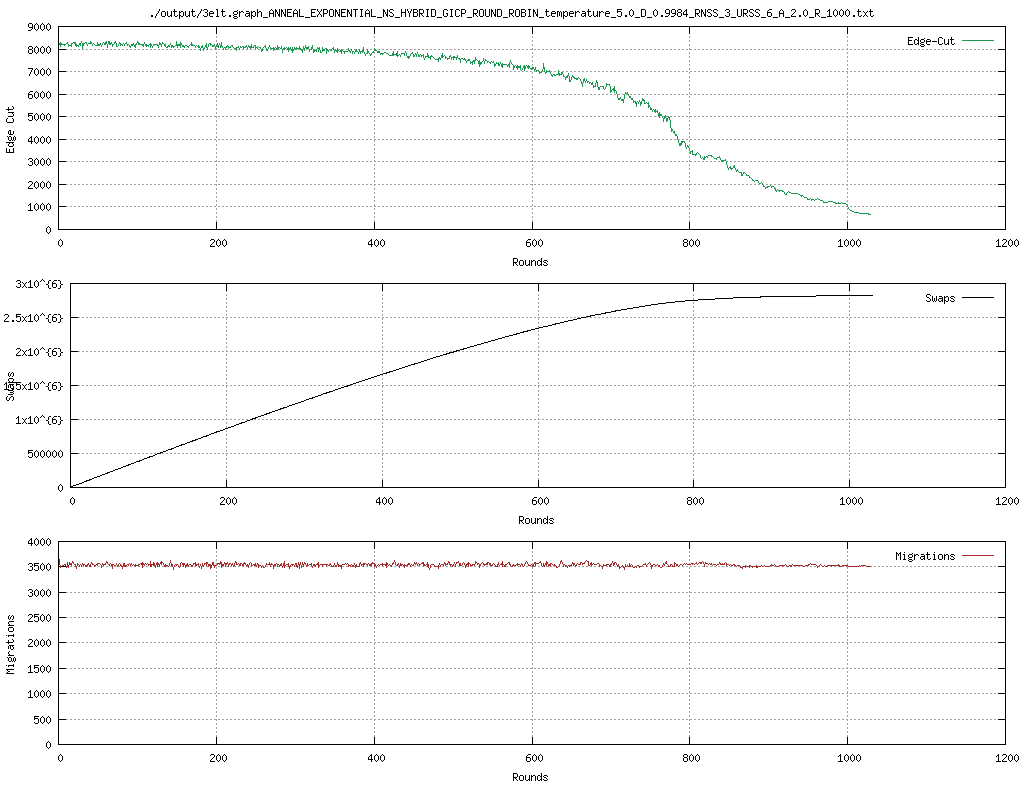 ./output/3elt.graph_ANNEAL_EXPONENTIAL_NS_HYBRID_GICP_ROUND_ROBIN_temperature_5.0_D_0.9984_RNSS_3_URSS_6_A_2.0_R_1000.txt
9000
8000
7000
6000
5000
4000
3000
2000
1000
0
Edge Cut
Edge-Cut
0 200 400 600 800 1000 1200
Rounds
3x10^{6}
2.5x10^{6}
2x10^{6}
1.5x10^{6}
1x10^{6}
500000
0
Swaps
Swaps
0 200 400 600 800 1000 1200
Rounds
4000
3500
3000
2500
2000
1500
1000
500
0
Migrations
Migrations
0 200 400 600 800 1000 1200
Rounds